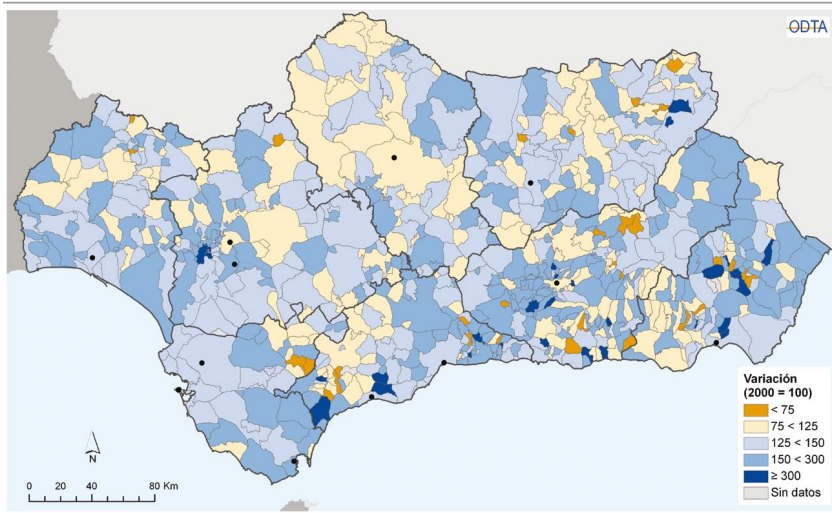 ODTA
Variación
(2000 = 100)
< 75
75 < 125
125 < 150
150 < 300
≥ 300
Sin datos
N
0 20 40 80 Km